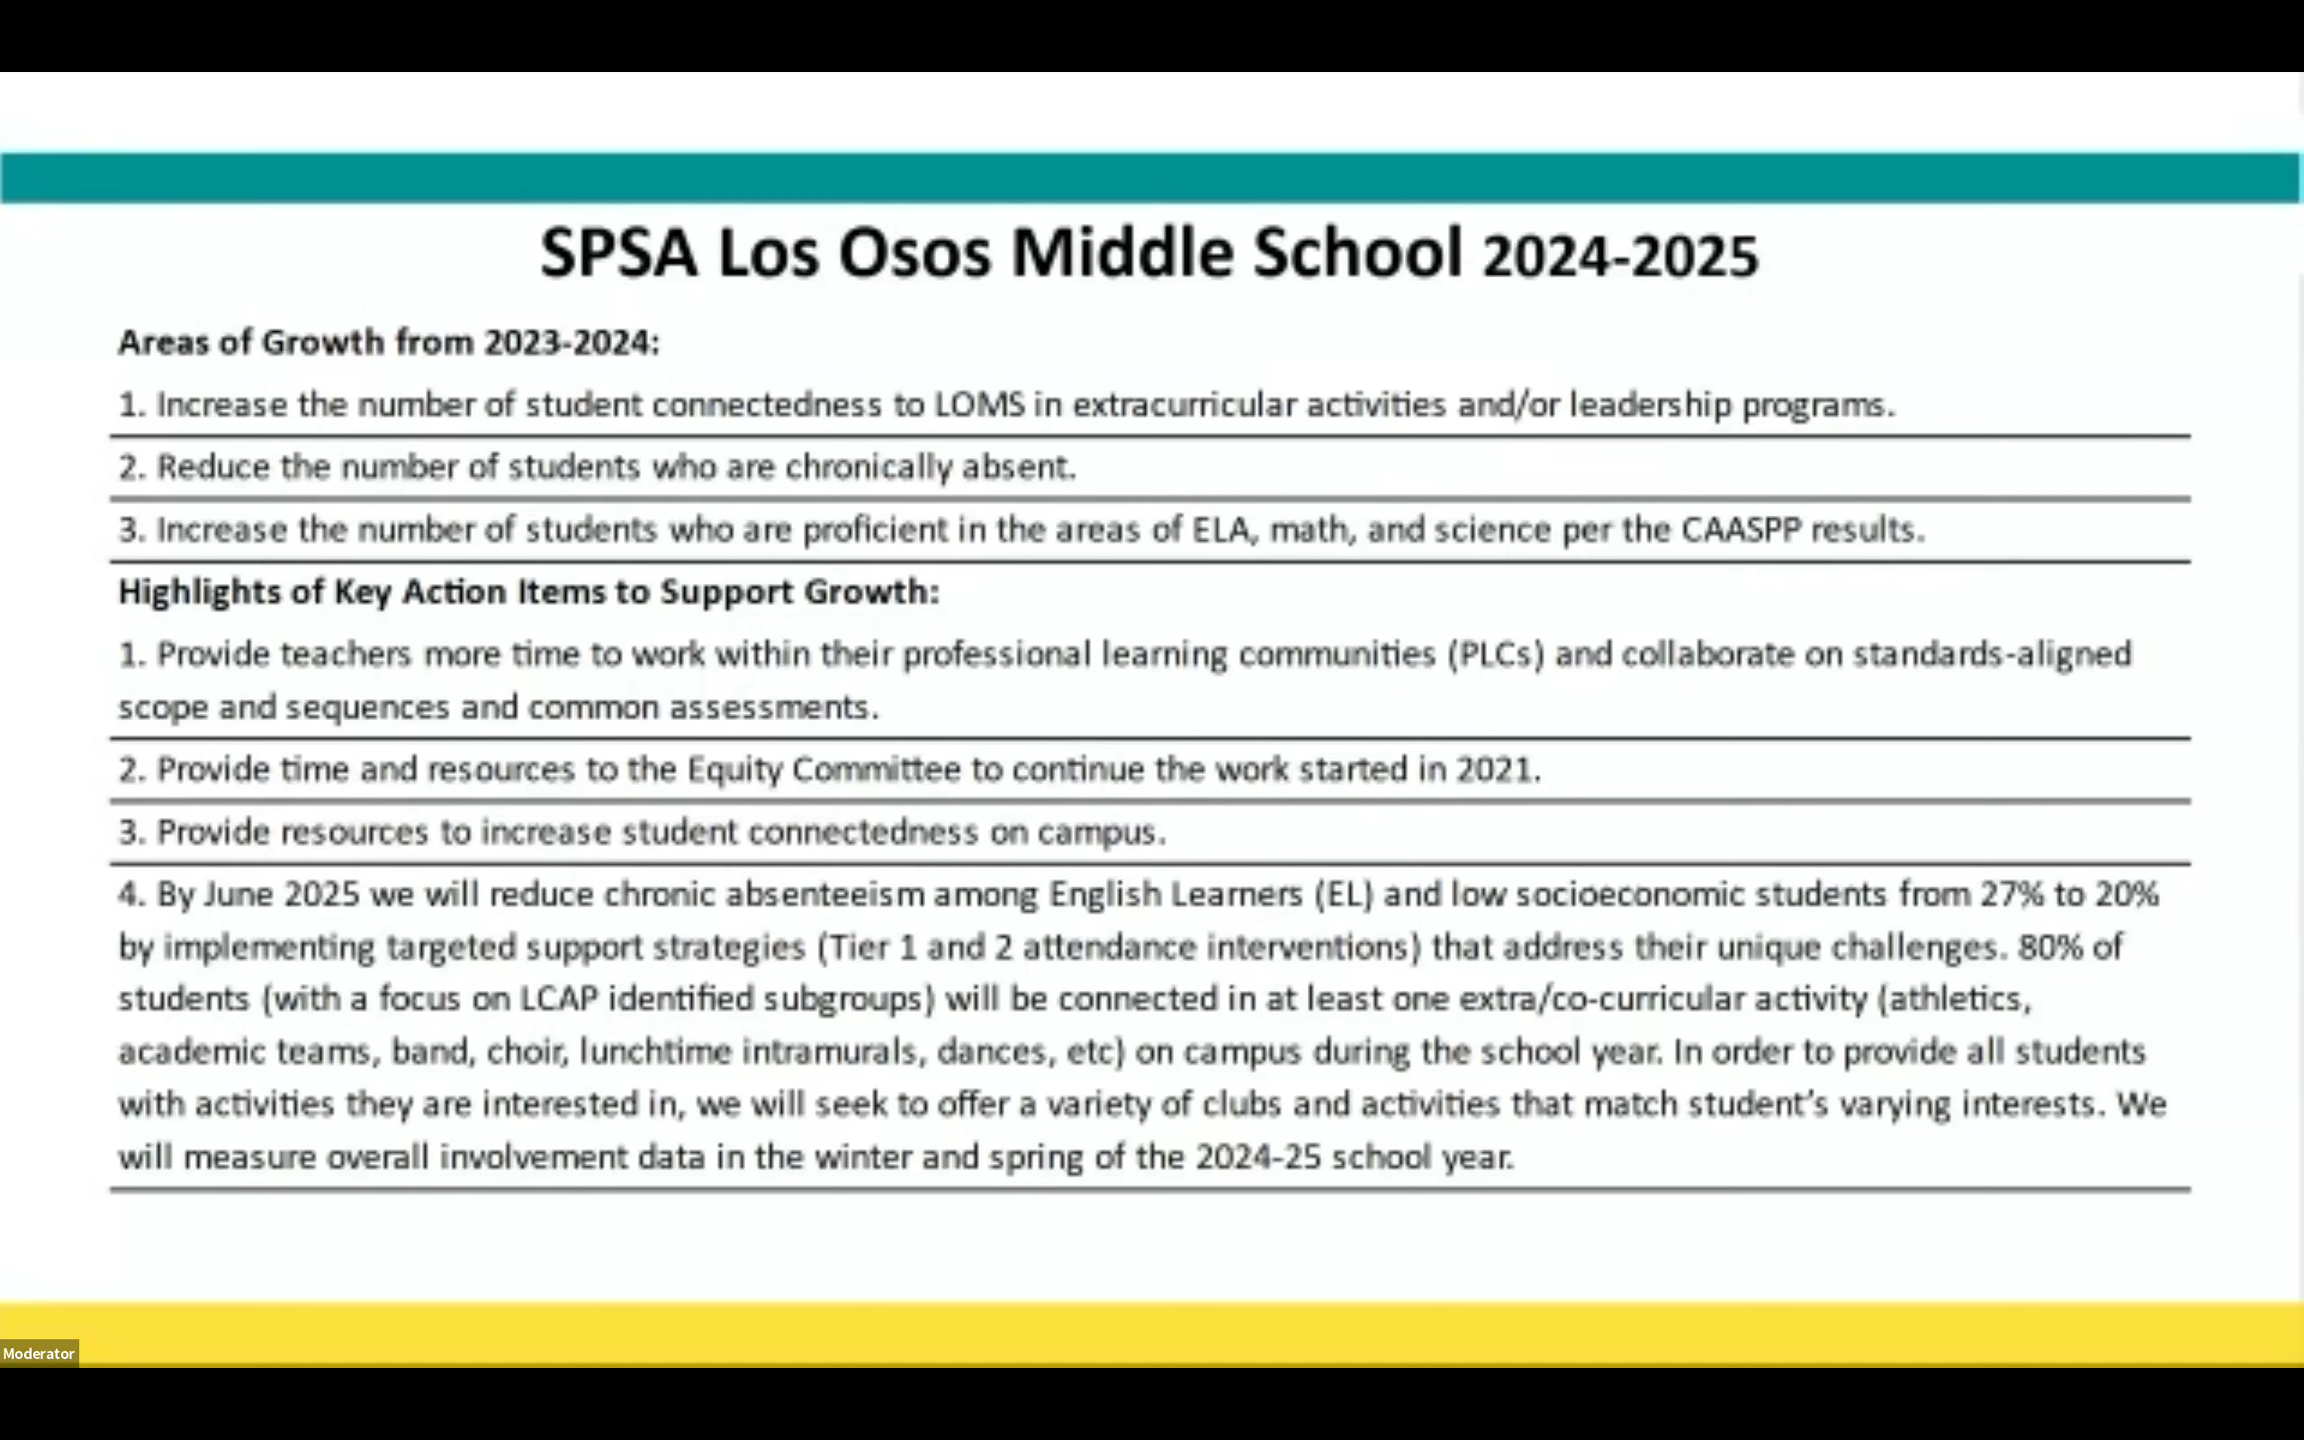 SPSA Los Osos Middle School 2024-2025
Areas of Growth from 2023-2024:
1. Increase the number of student connectedness to LOMS in extracurricular activities and/or leadership programs.
2. Reduce the number of students who are chronically absent.
3. Increase the number of students who are proficient in the areas of ELA, math, and science per the CAASPP results.
Highlights of Key Action Items to Support Growth:
1. Provide teachers more time to work within their professional learning communities (PLCs) and collaborate on standards-aligned
scope and sequences and common assessments.
2. Provide time and resources to the Equity Committee to continue the work started in 2021.
3. Provide resources to increase student connectedness on campus.
4. By June 2025 we will reduce chronic absenteeism among English Learners (EL) and low socioeconomic students from 27% to 20%
by implementing targeted support strategies (Tier 1 and 2 attendance interventions) that address their unique challenges. 80% of
students (with a focus on LCAP identified subgroups) will be connected in at least one extra/co-curricular activity (athletics,
academic teams, band, choir, lunchtime intramurals, dances, etc) on campus during the school year. In order to provide all students
with activities they are interested in, we will seek to offer a variety of clubs and activities that match student’s varying interests. We
will measure overall involvement data in the winter and spring of the 2024-25 school year.
Moderator